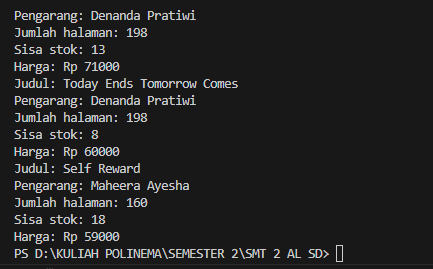 Pengarang: Denanda Pratiwi
Jumlah halaman: 198
Sisa stok: 13
Harga: Rp 71000
Judul: Today Ends Tomorrow Comes
Pengarang: Denanda Pratiwi
Jumlah halaman: 198
Sisa stok: 8
Harga: Rp 60000
Judul: Self Reward
Pengarang: Maheera Ayesha
Jumlah halaman: 160
Sisa stok: 18
Harga: Rp 59000
PS D:\KULIAH POLINEMA\SEMESTER 2\SMT 2 AL SD>